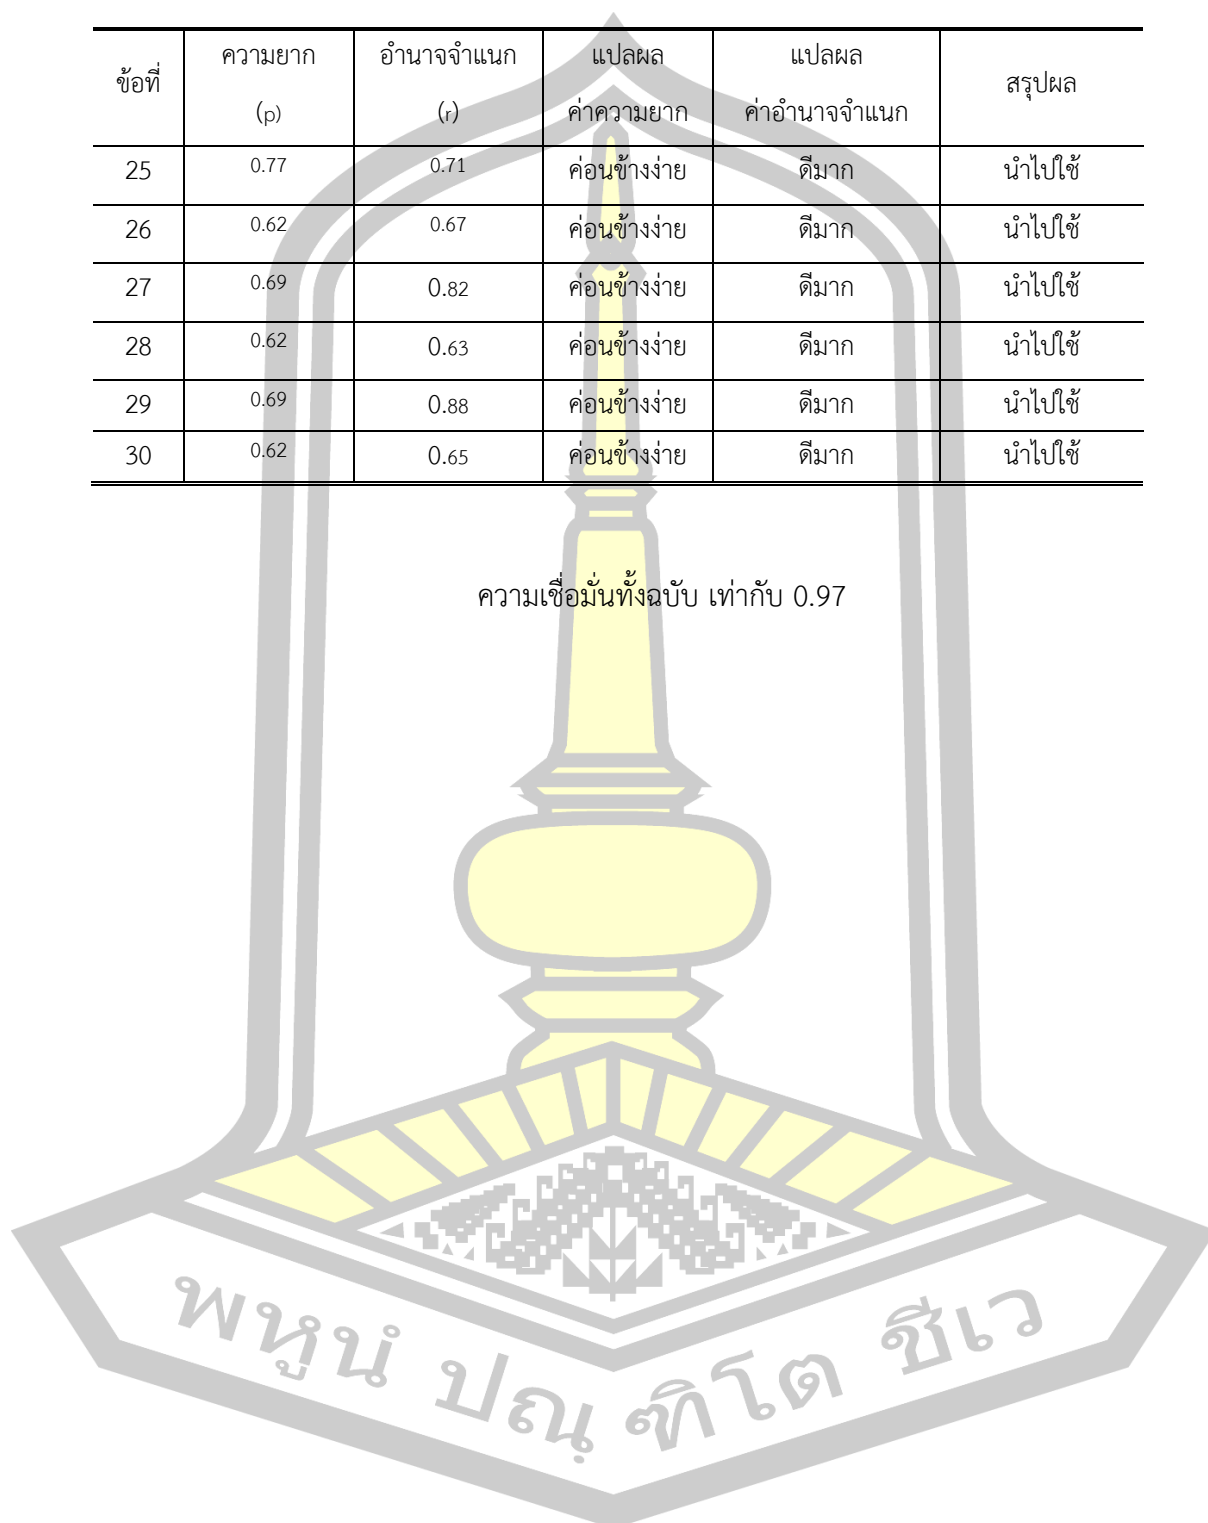 ข้อที่ ความยาก (p) อำนาจจำแนก (r) แปลผล ค่าความยาก แปลผล ค่าอำนาจจำแนก สรุปผล
25 0.77 0.71 ค่อนข้างง่าย ดีมาก นำไปใช้
26 0.62 0.67 ค่อนข้างง่าย ดีมาก นำไปใช้
27 0.69 0.82 ค่อนข้างง่าย ดีมาก นำไปใช้
28 0.62 0.63 ค่อนข้างง่าย ดีมาก นำไปใช้
29 0.69 0.88 ค่อนข้างง่าย ดีมาก นำไปใช้
30 0.62 0.65 ค่อนข้างง่าย ดีมาก นำไปใช้
ความเชื่อมั่นทั้งฉบับ เท่ากับ 0.97
พหูนํ ปณฺฑิโต ชีเว